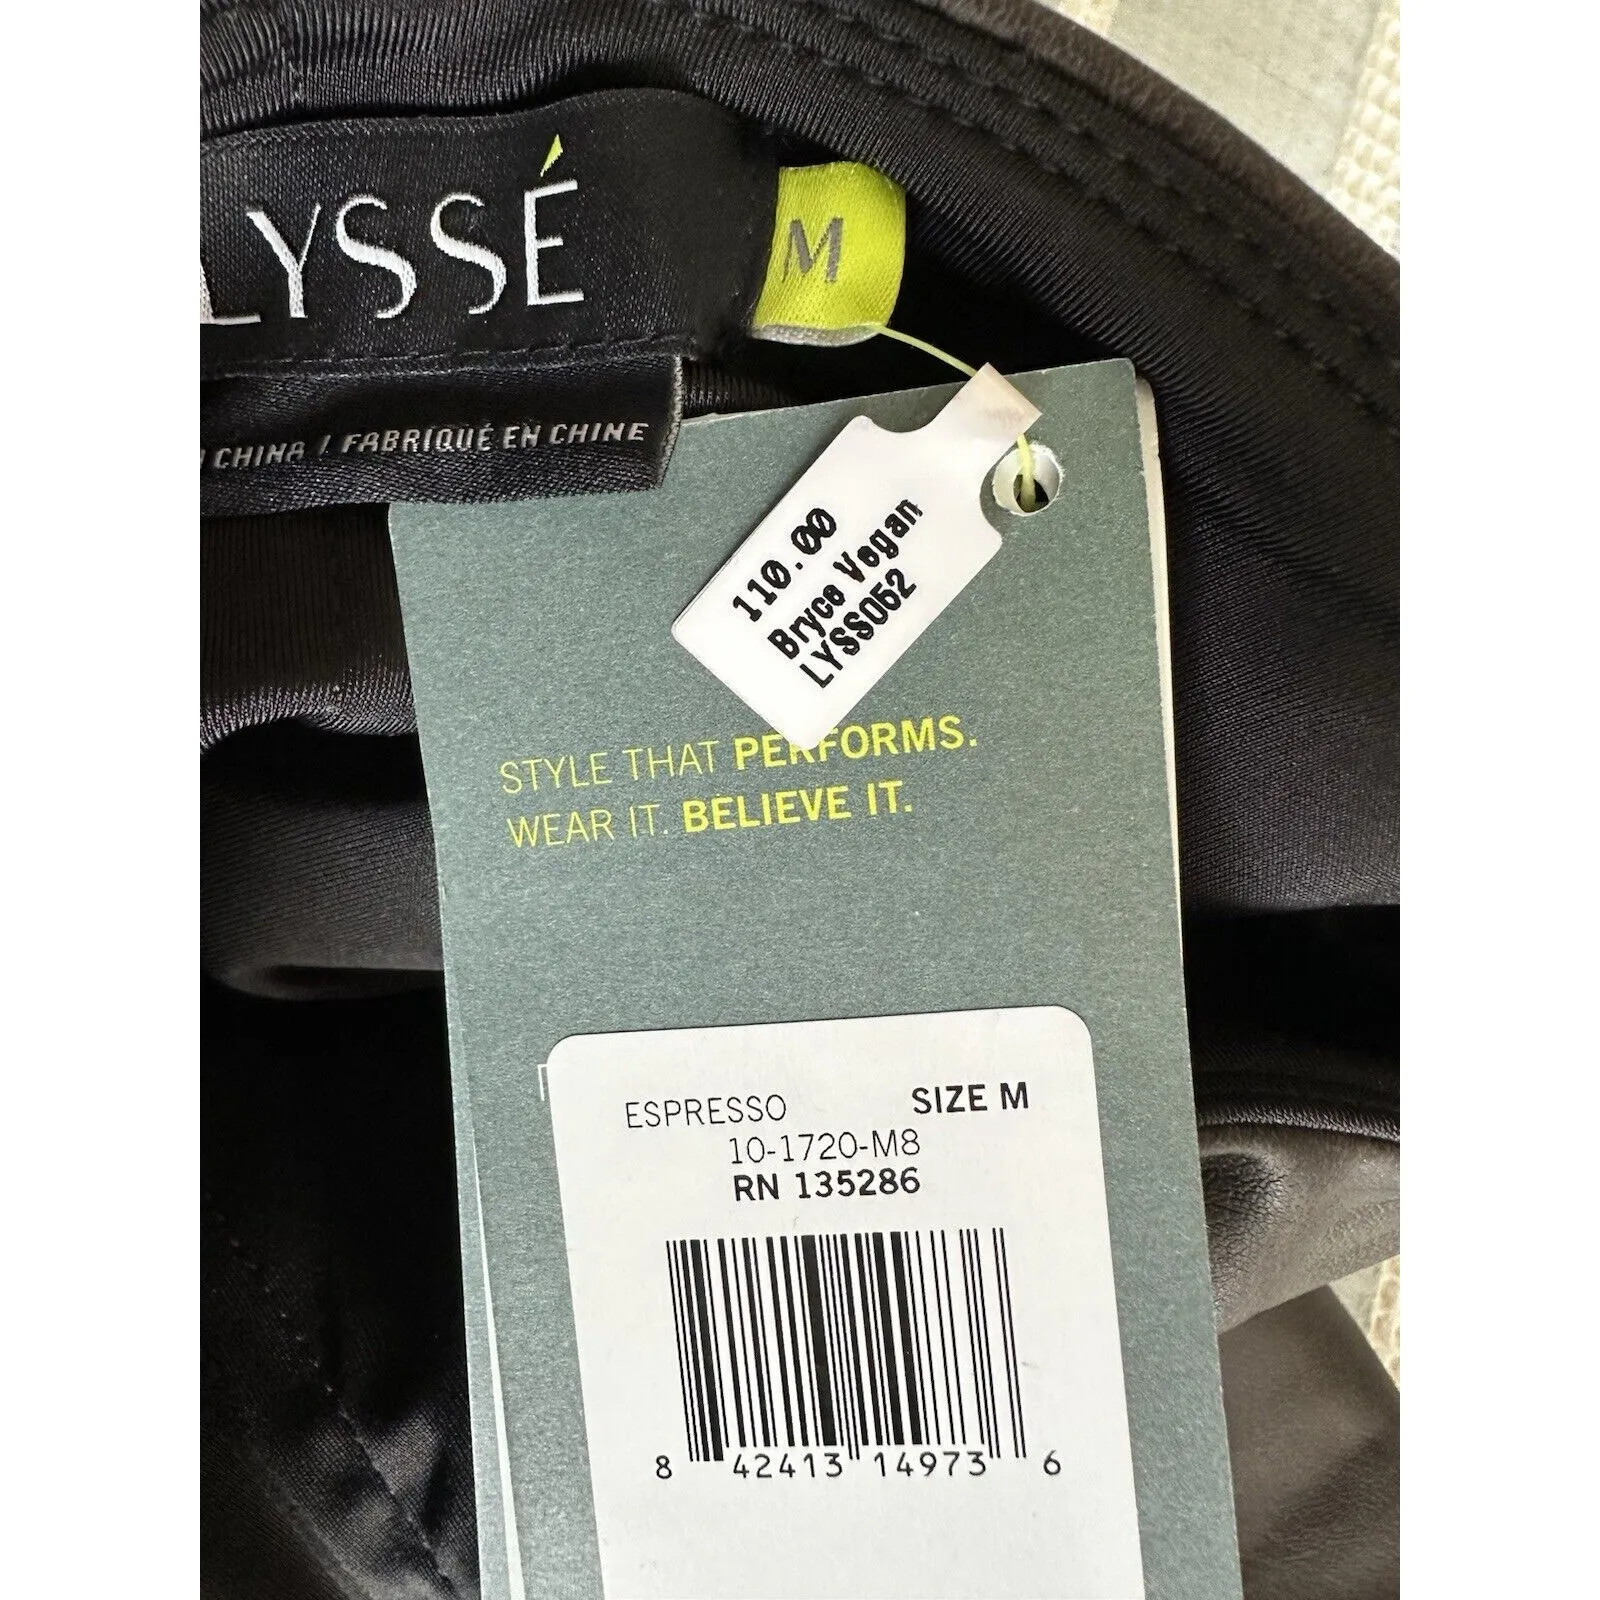 LYSSÉ
M
CHINA / FABRIQUÉ EN CHINE
110.00
Bryce Vegan
LYSS052
STYLE THAT PERFORMS.
WEAR IT. BELIEVE IT.
ESPRESSO SIZE M
10-1720-M8
RN 135286
8 42413 14973 6